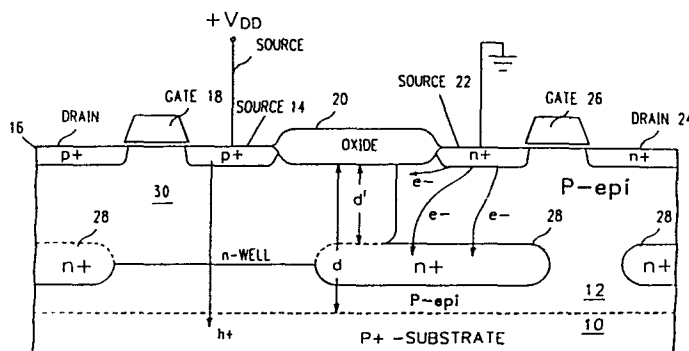 +VDD
SOURCE
DRAIN
GATE 18
SOURCE 14
20
SOURCE 22
GATE 26
DRAIN 24
16
p+
p+
OXIDE
n+
n+
30
d'
e-
e-
e-
P-epi
28
28
28
n+
n-WELL
d
n+
n+
P-epi
12
h+
P+ -SUBSTRATE
10